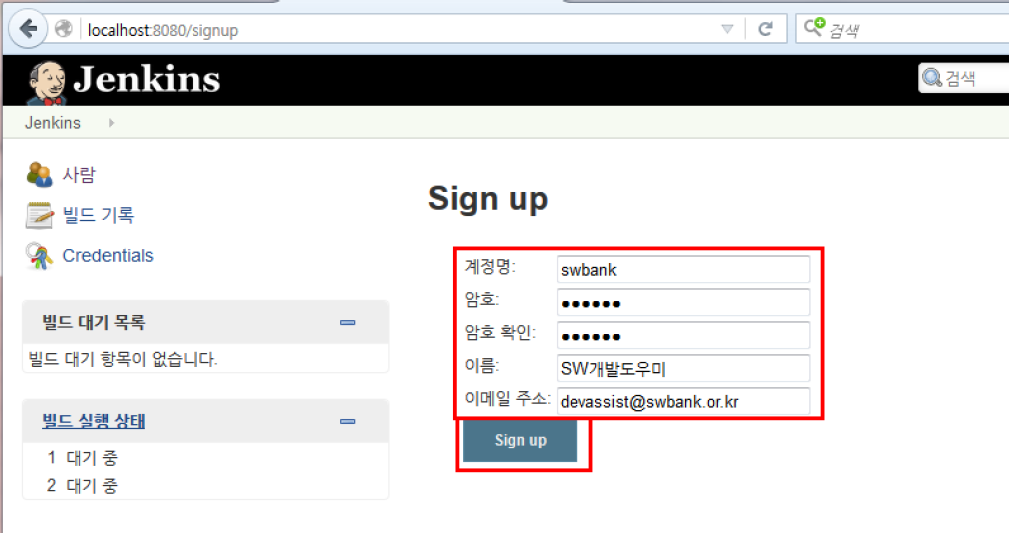 localhost:8080/signup
검색
Jenkins
검색
Jenkins
사람
빌드 기록
Credentials
빌드 대기 목록
빌드 대기 항목이 없습니다.
빌드 실행 상태
1 대기 중
2 대기 중
Sign up
계정명: swbank
암호: ●●●●●●
암호 확인: ●●●●●●
이름: SW개발도우미
이메일 주소: devassist@swbank.or.kr
Sign up